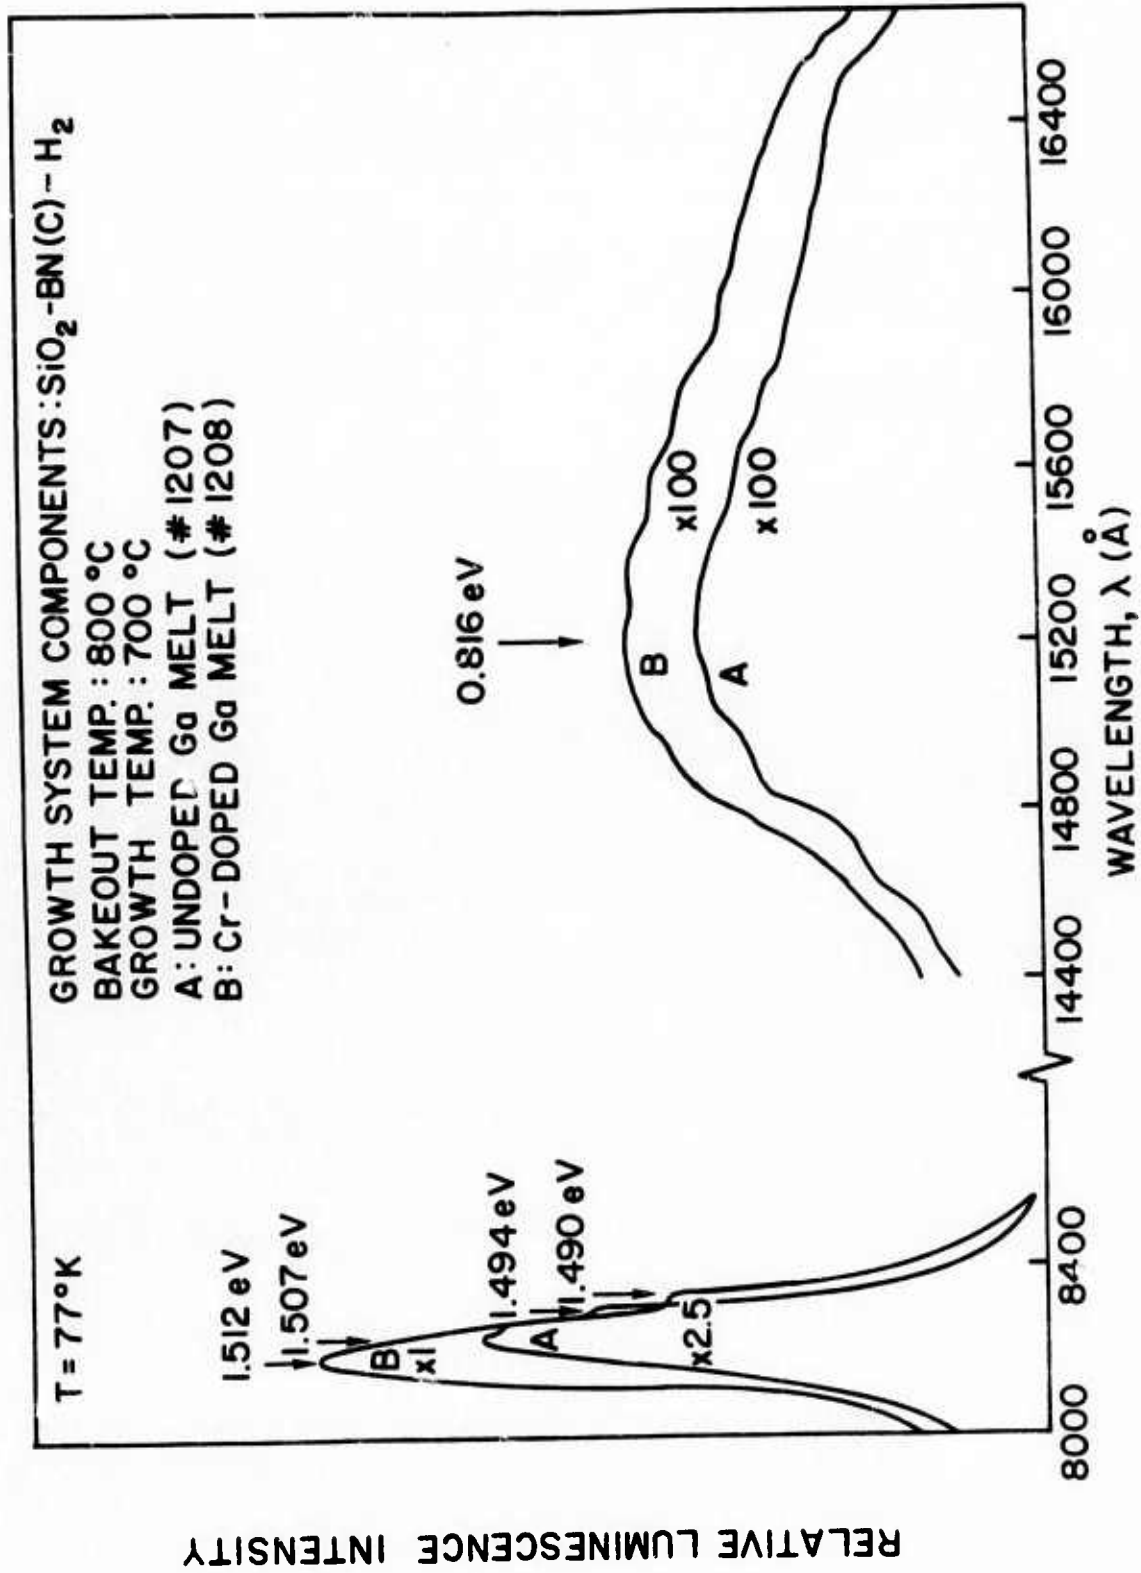 GROWTH SYSTEM COMPONENTS: SiO2-BN(C)-H2
BAKEOUT TEMP.: 800 °C
GROWTH TEMP.: 700 °C
A: UNDOPED Ga MELT (#1207)
B: Cr-DOPED Ga MELT (#1208)
T = 77°K
1.512 eV
1.507 eV
B
x1
1.494 eV
1.490 eV
A
x2.5
0.816 eV
B
x100
A
x100
8000 8400 14400 14800 15200 15600 16000 16400
WAVELENGTH, λ (Å)
RELATIVE LUMINESCENCE INTENSITY